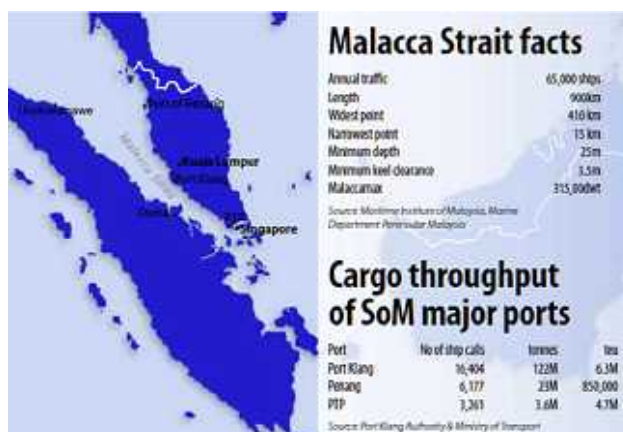 Port of Penang
Kuala Lumpur
Port Klang
Dumai
PTP
Singapore
Malacca Strait facts
Annual traffic 65,000 ships
Length 900km
Widest point 410 km
Narrowest point 15 km
Minimum depth 25m
Minimum keel clearance 3.5m
Malaccamax 315,00dwt
Source: Maritime Institute of Malaysia, Marine
Department Peninsular Malaysia
Cargo throughput
of SoM major ports
Port No of ship calls tonnes teu
Port Klang 16,404 122M 6.3M
Penang 6,177 23M 850,000
PTP 3,261 3.6M 4.7M
Source: Port Klang Authority & Ministry of Transport